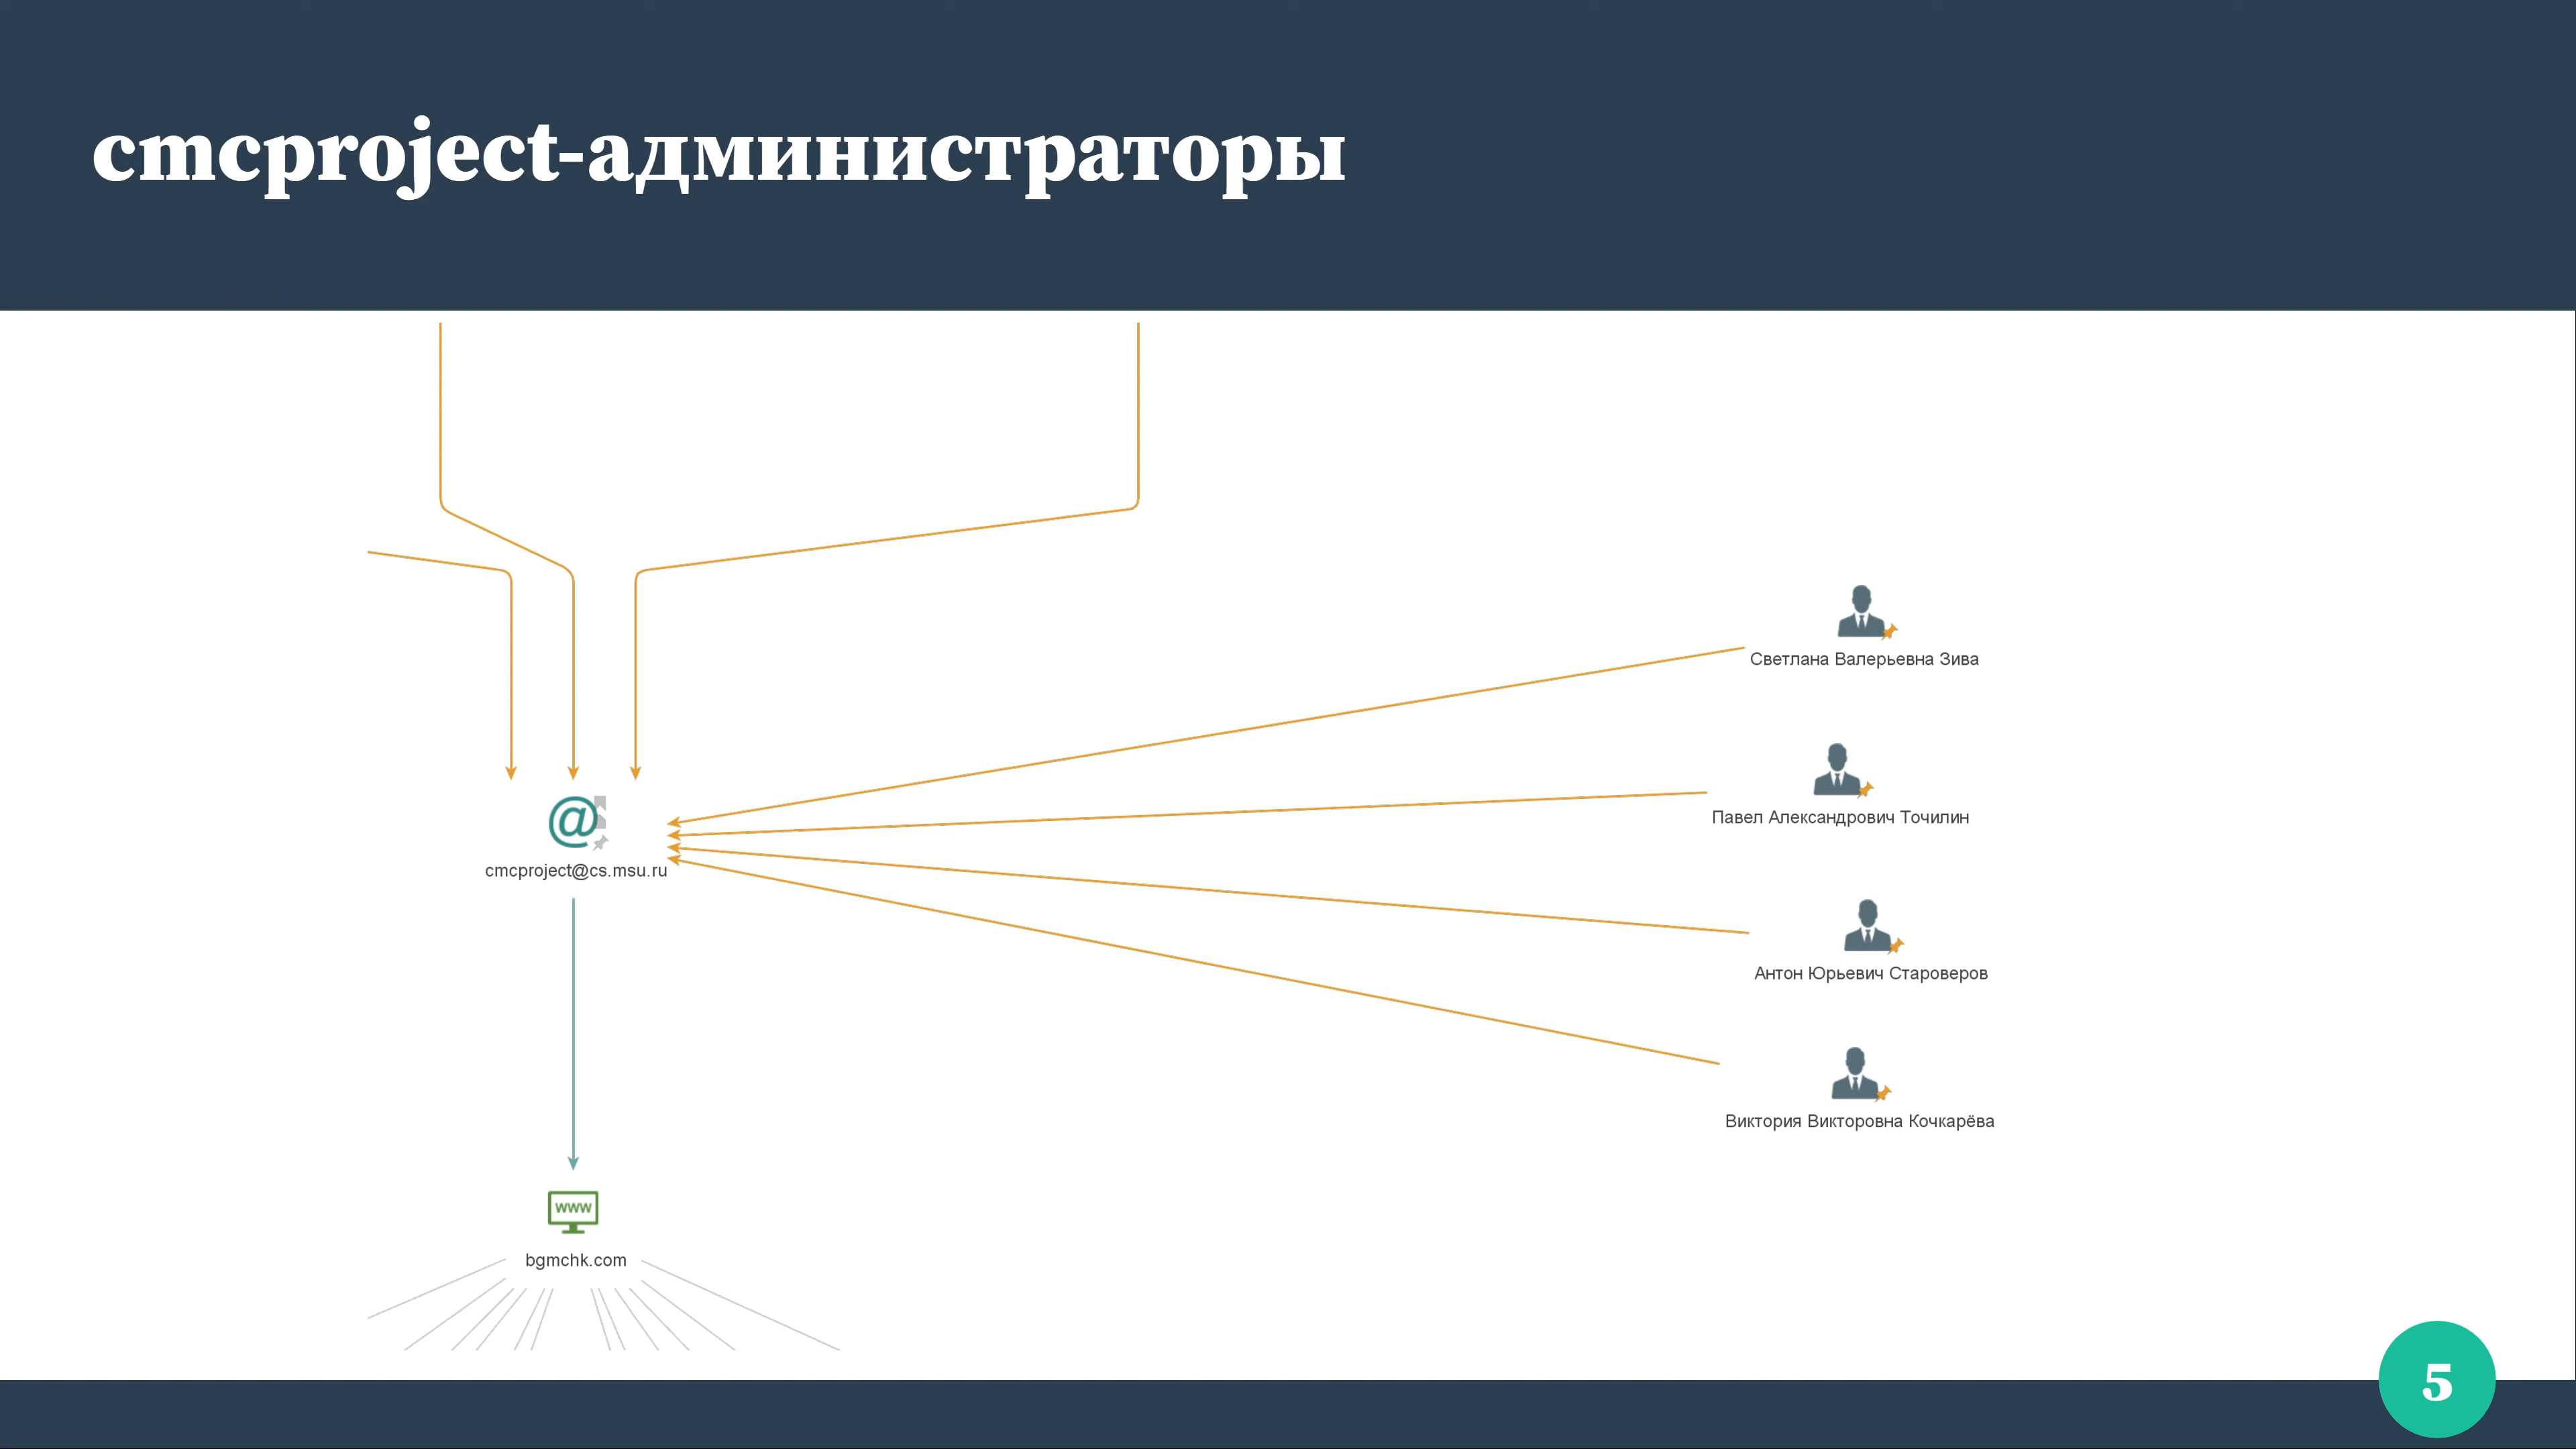 cmcproject-администраторы
Светлана Валерьевна Зива
Павел Александрович Точилин
@
cmcproject@cs.msu.ru
Антон Юрьевич Староверов
Виктория Викторовна Кочкарёва
www
bgmchk.com
5